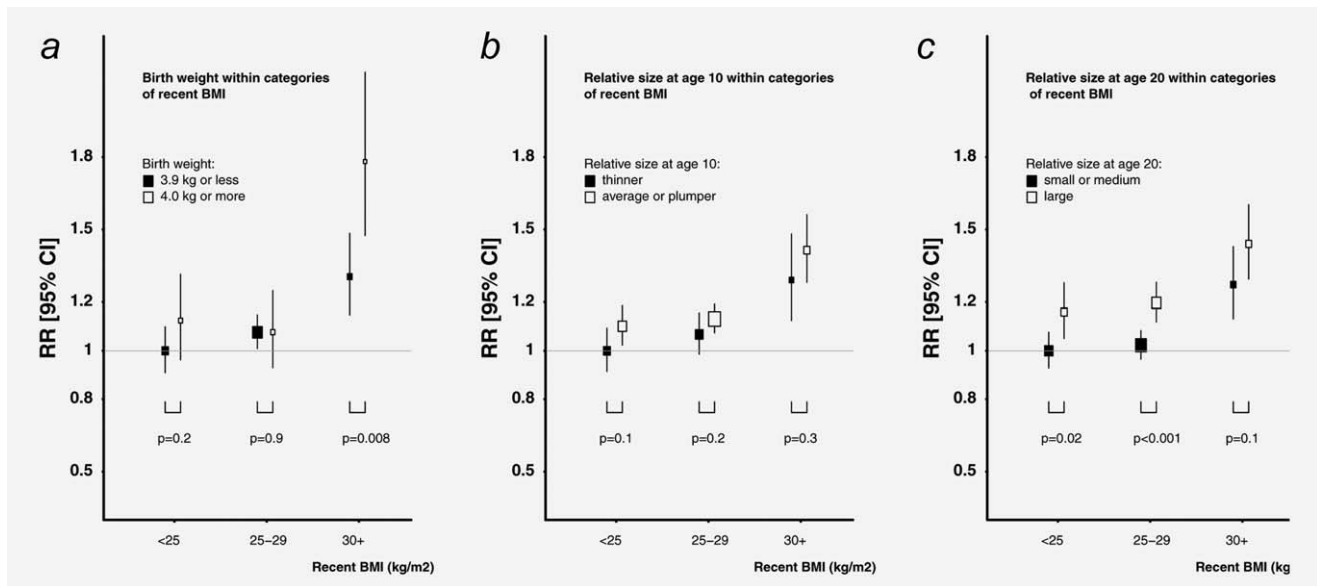 a
Birth weight within categories
of recent BMI
Birth weight:
3.9 kg or less
4.0 kg or more
RR [95% CI]
1.8
1.5
1.2
1
0.8
0.5
p=0.2
p=0.9
p=0.008
<25
25–29
30+
Recent BMI (kg/m2)
b
Relative size at age 10 within categories
of recent BMI
Relative size at age 10:
thinner
average or plumper
RR [95% CI]
1.8
1.5
1.2
1
0.8
0.5
p=0.1
p=0.2
p=0.3
<25
25–29
30+
Recent BMI (kg/m2)
c
Relative size at age 20 within categories
of recent BMI
Relative size at age 20:
small or medium
large
RR [95% CI]
1.8
1.5
1.2
1
0.8
0.5
p=0.02
p<0.001
p=0.1
<25
25–29
30+
Recent BMI (kg